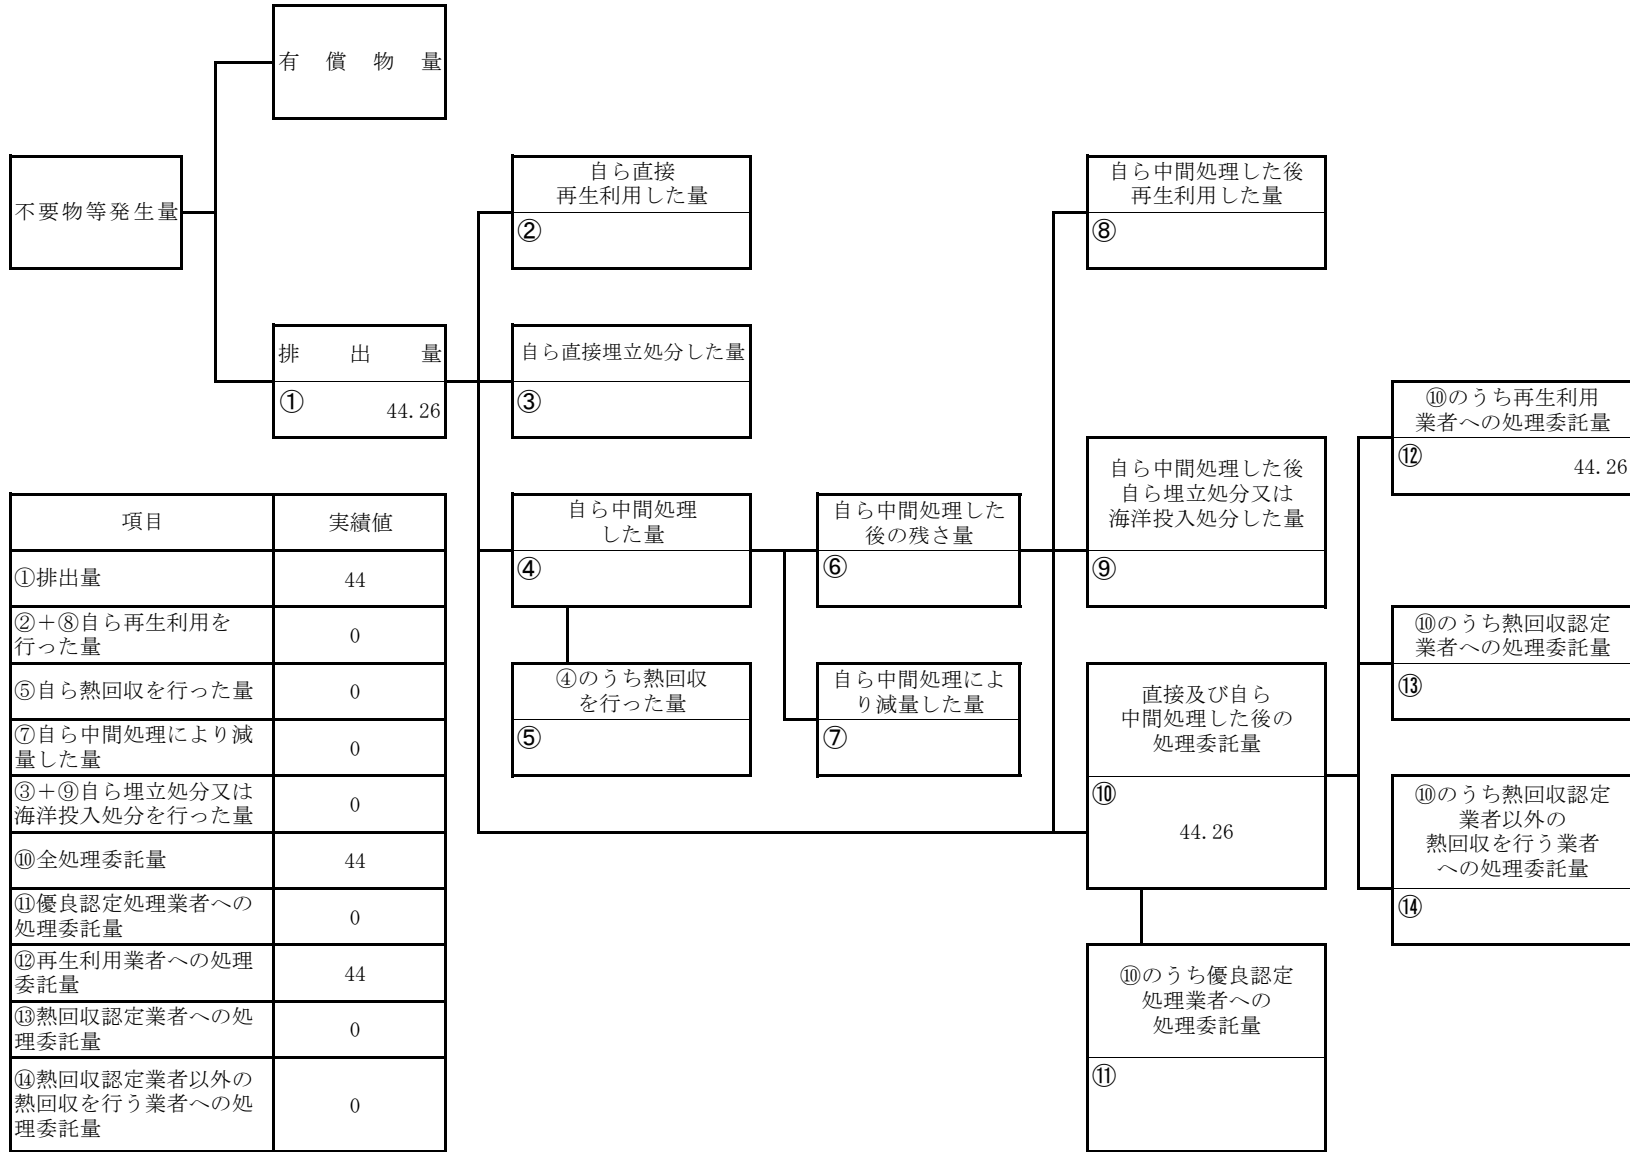 有償物量
不要物等発生量
排出量
① 44.26
自ら直接
再生利用した量
②
自ら直接埋立処分した量
③
自ら中間処理
した量
④
④のうち熱回収
を行った量
⑤
自ら中間処理した
後の残さ量
⑥
自ら中間処理によ
り減量した量
⑦
自ら中間処理した後
再生利用した量
⑧
自ら中間処理した後
自ら埋立処分又は
海洋投入処分した量
⑨
直接及び自ら
中間処理した後の
処理委託量
⑩
44.26
⑩のうち優良認定
処理業者への
処理委託量
⑪
⑩のうち再生利用
業者への処理委託量
⑫ 44.26
⑩のうち熱回収認定
業者への処理委託量
⑬
⑩のうち熱回収認定
業者以外の
熱回収を行う業者
への処理委託量
⑭
項目 実績値
①排出量 44
②+⑧自ら再生利用を
行った量 0
⑤自ら熱回収を行った量 0
⑦自ら中間処理により減
量した量 0
③+⑨自ら埋立処分又は
海洋投入処分を行った量 0
⑩全処理委託量 44
⑪優良認定処理業者への
処理委託量 0
⑫再生利用業者への処理
委託量 44
⑬熱回収認定業者への処
理委託量 0
⑭熱回収認定業者以外の
熱回収を行う業者への処
理委託量 0